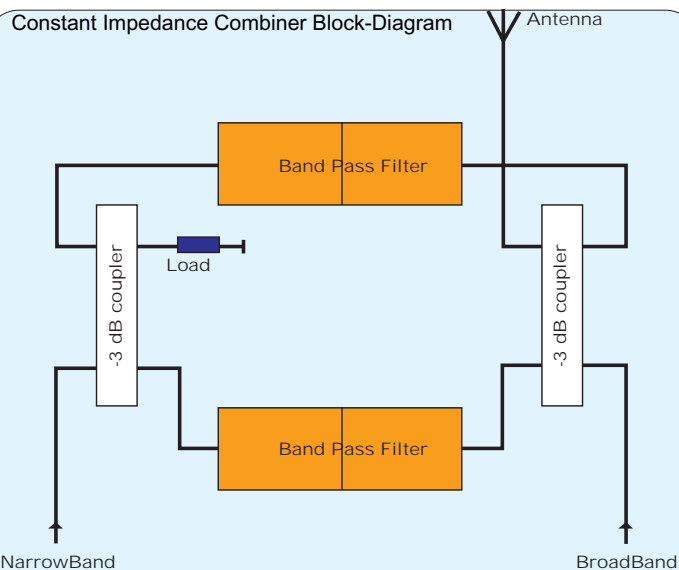 Constant Impedance Combiner Block-Diagram
Antenna
Band Pass Filter
-3 dB coupler
Load
-3 dB coupler
Band Pass Filter
NarrowBand
BroadBand